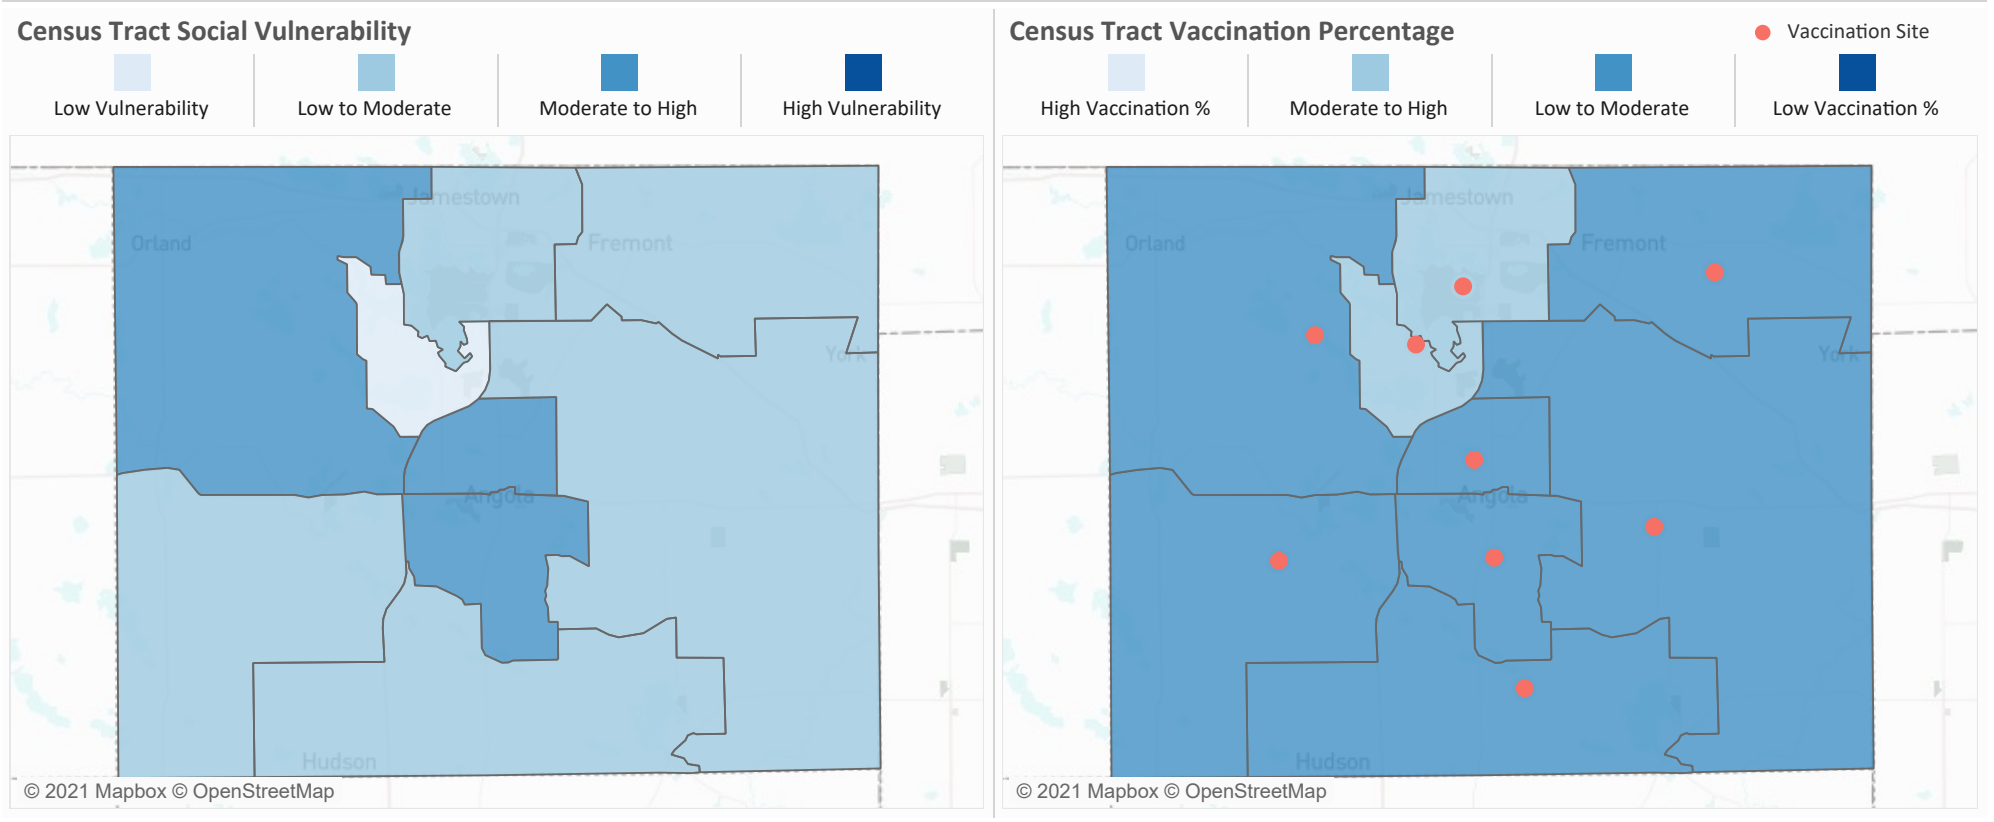 Census Tract Social Vulnerability
Low Vulnerability
Low to Moderate
Moderate to High
High Vulnerability
Jamestown
Orland
Fremont
York
Angola
Hudson
© 2021 Mapbox © OpenStreetMap
Census Tract Vaccination Percentage
Vaccination Site
High Vaccination %
Moderate to High
Low to Moderate
Low Vaccination %
Jamestown
Orland
Fremont
York
Angola
Hudson
© 2021 Mapbox © OpenStreetMap